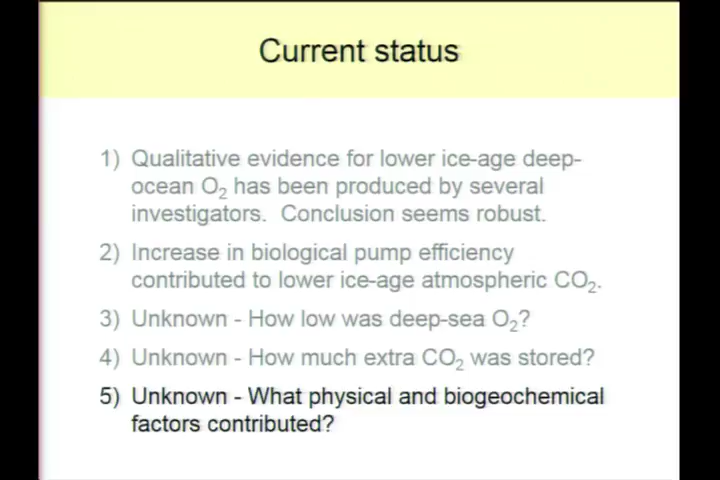 Current status
1) Qualitative evidence for lower ice-age deep-
ocean O₂ has been produced by several
investigators.  Conclusion seems robust.
2) Increase in biological pump efficiency
contributed to lower ice-age atmospheric CO₂.
3) Unknown - How low was deep-sea O₂?
4) Unknown - How much extra CO₂ was stored?
5) Unknown - What physical and biogeochemical
factors contributed?